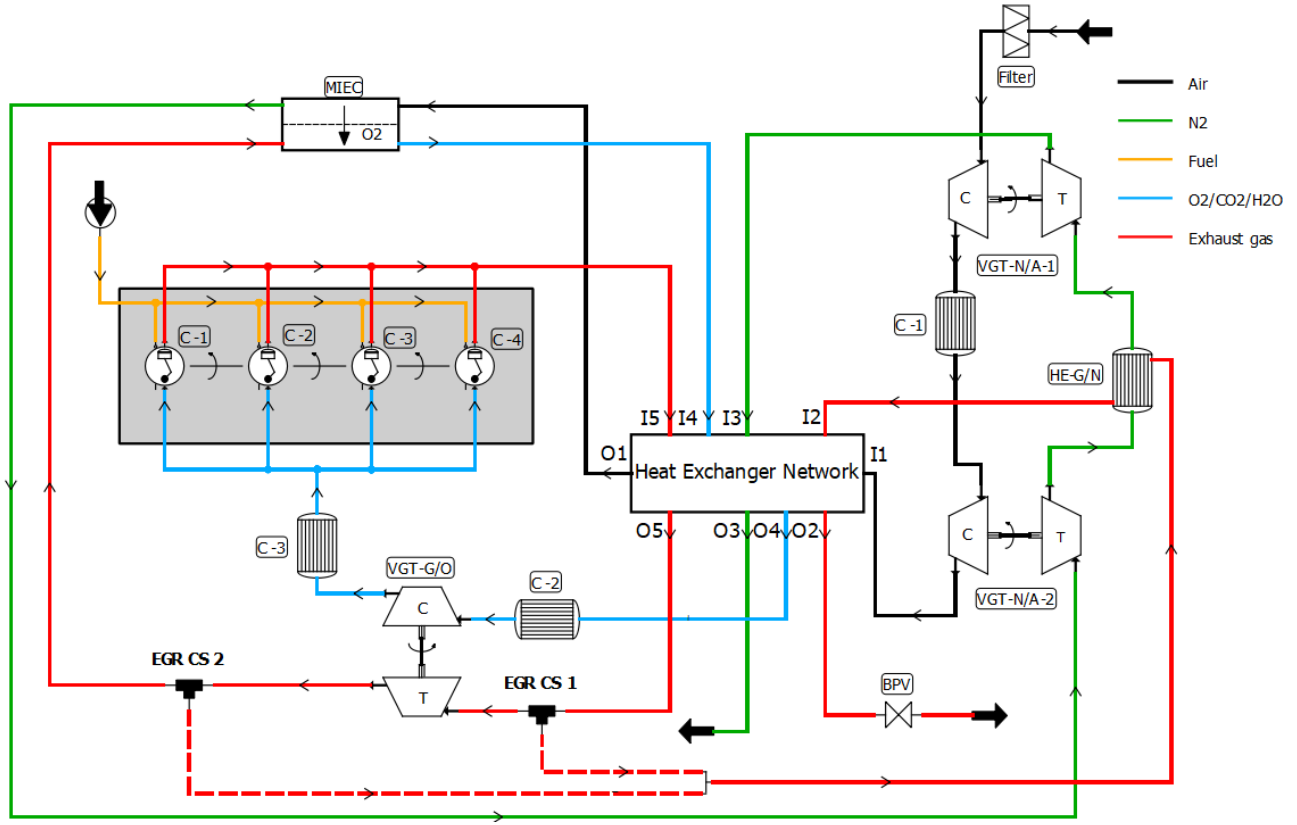 MIEC
O2
Filter
Air
N2
Fuel
O2/CO2/H2O
Exhaust gas
C
T
VGT-N/A-1
C -1
HE-G/N
C -1
C -2
C -3
C -4
I5
I4
I3
I2
O1
Heat Exchanger Network
I1
O5
O3
O4
O2
C
T
VGT-N/A-2
C -3
VGT-G/O
C
C -2
T
EGR CS 2
EGR CS 1
BPV